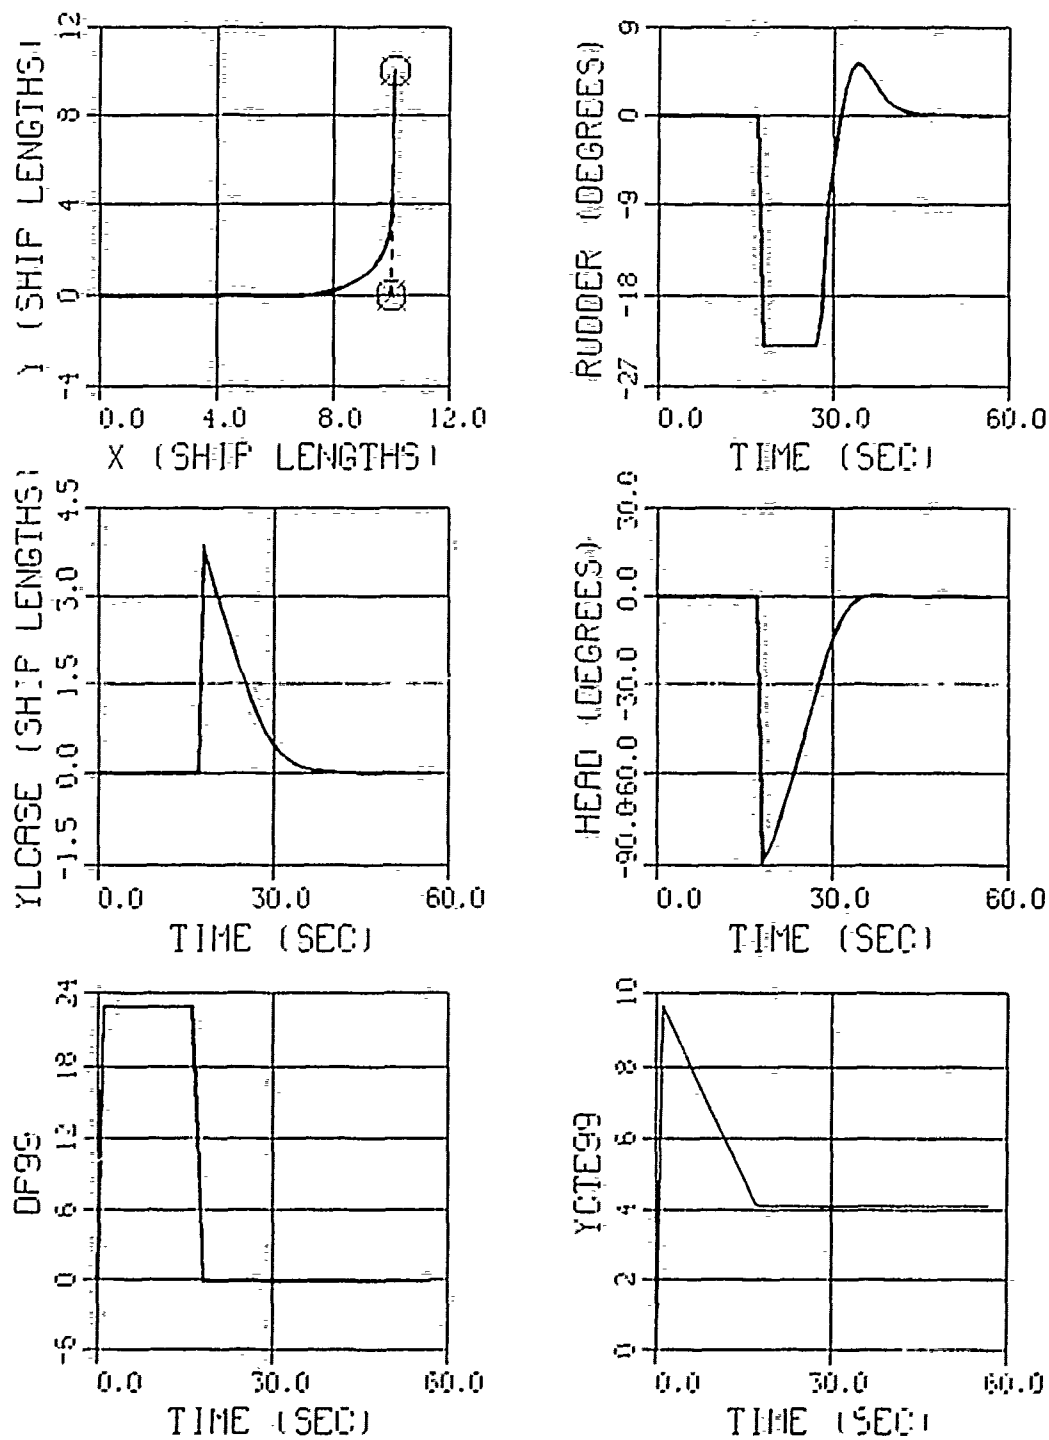 12
8
4
0
-4
Y (SHIP LENGTHS)
0.0 4.0 8.0 12.0
X (SHIP LENGTHS)
9
0
-9
-18
-27
RUDDER (DEGREES)
0.0 30.0 60.0
TIME (SEC)
4.5
3.0
1.5
0.0
-1.5
YLCASE (SHIP LENGTHS)
0.0 30.0 60.0
TIME (SEC)
30.0
0.0
-30.0
-60.0
-90.0
HEAD (DEGREES)
0.0 30.0 60.0
TIME (SEC)
24
18
12
6
-0
-6
DF99
0.0 30.0 60.0
TIME (SEC)
10
8
6
4
2
0
YCTE99
0.0 30.0 60.0
TIME (SEC)